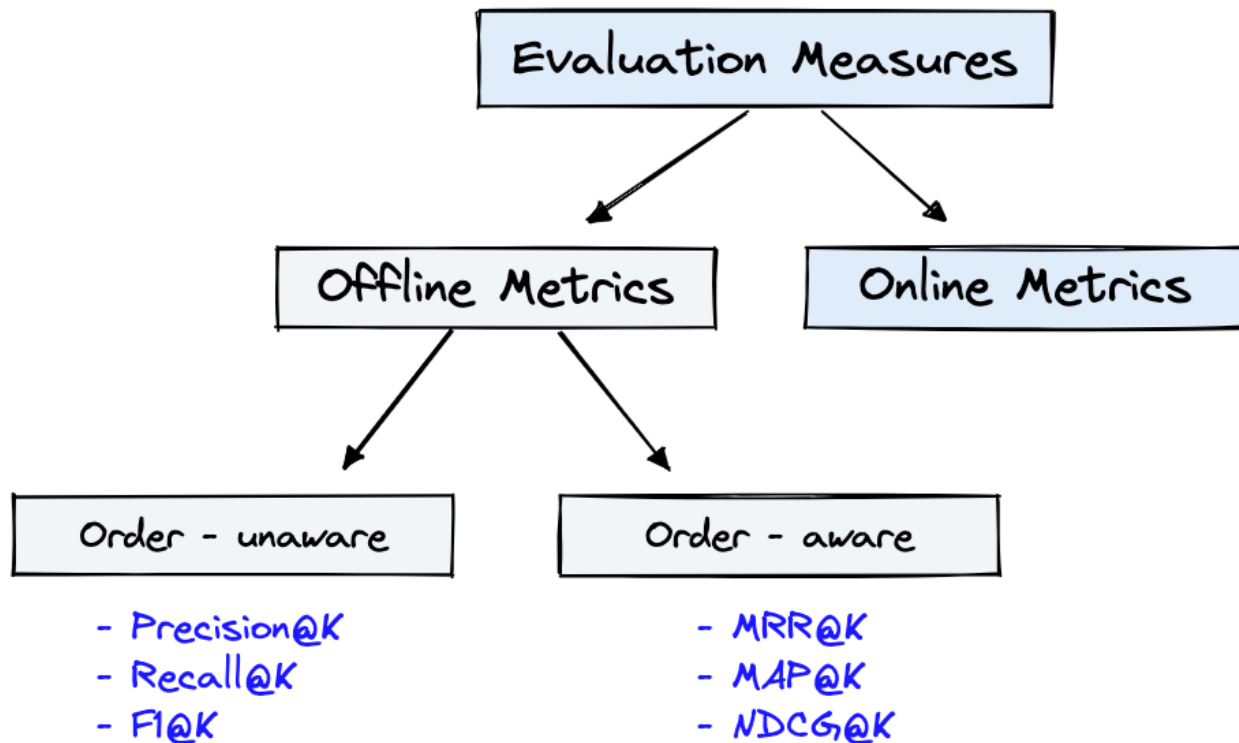 Evaluation Measures
Offline Metrics
Online Metrics
Order - unaware
Order - aware
- Precision@K
- Recall@K
- F1@K
- MRR@K
- MAP@K
- NDCG@K